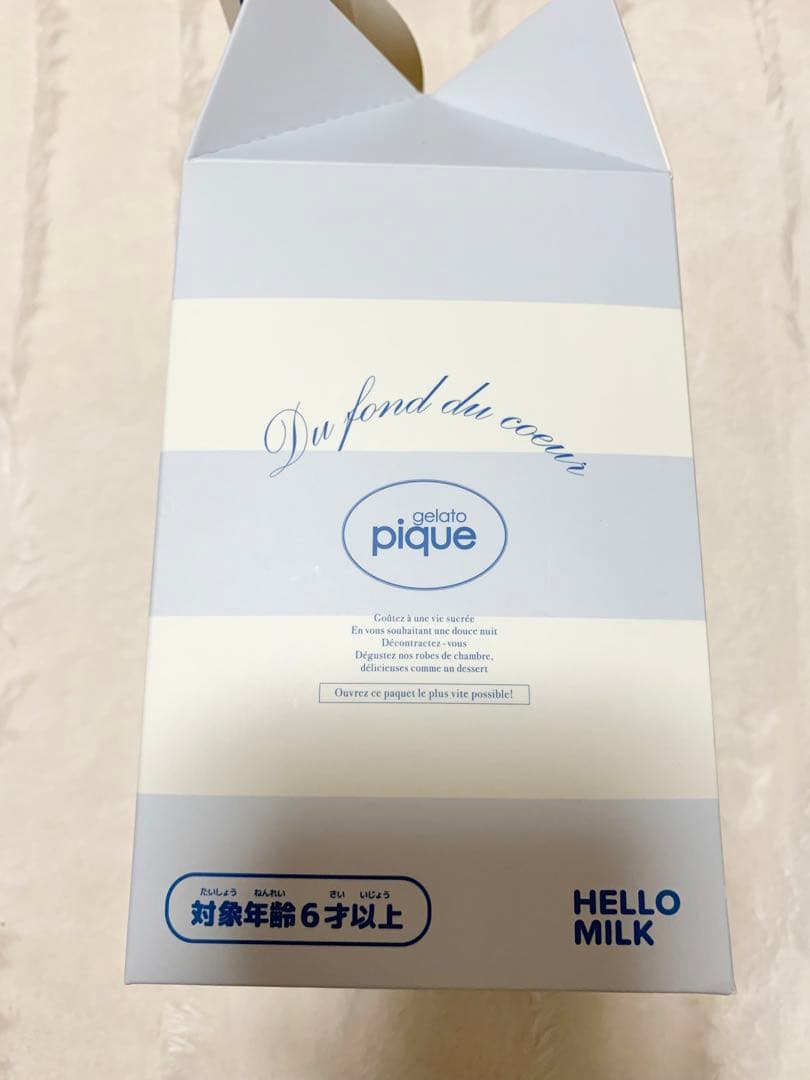 Du fond du coeur
gelato
pique
Goûtez à une vie sucrée
En vous souhaitant une douce nuit
Décontractez-vous
Dégustez nos robes de chambre,
délicieuses comme un dessert
Ouvrez ce paquet le plus vite possible!
たいしょう ねんれい さい いじょう
対象年齢6才以上
HELLO
MILK